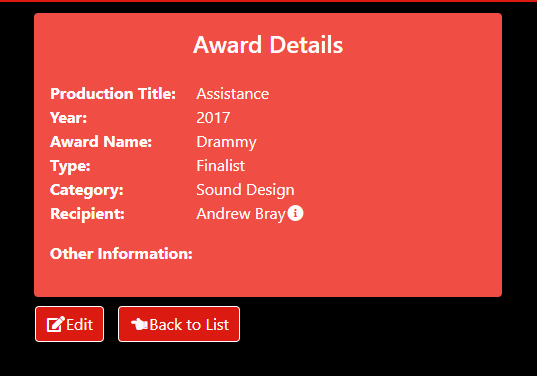 Award Details
Production Title: Assistance
Year: 2017
Award Name: Drammy
Type: Finalist
Category: Sound Design
Recipient: Andrew Bray
Other Information:
Edit Back to List